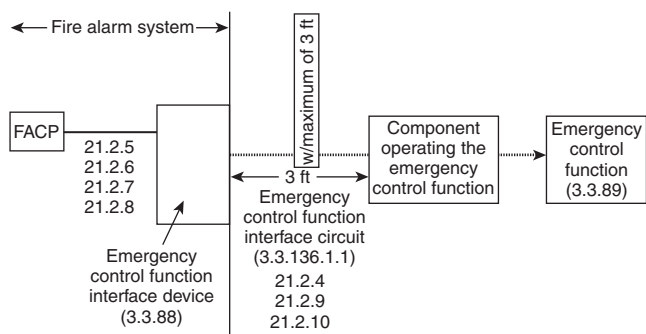 Fire alarm system
FACP
21.2.5
21.2.6
21.2.7
21.2.8
Emergency
control function
interface device
(3.3.88)
w/maximum of 3 ft
3 ft
Emergency
control function
interface circuit
(3.3.136.1.1)
21.2.4
21.2.9
21.2.10
Component
operating the
emergency
control function
Emergency
control
function
(3.3.89)